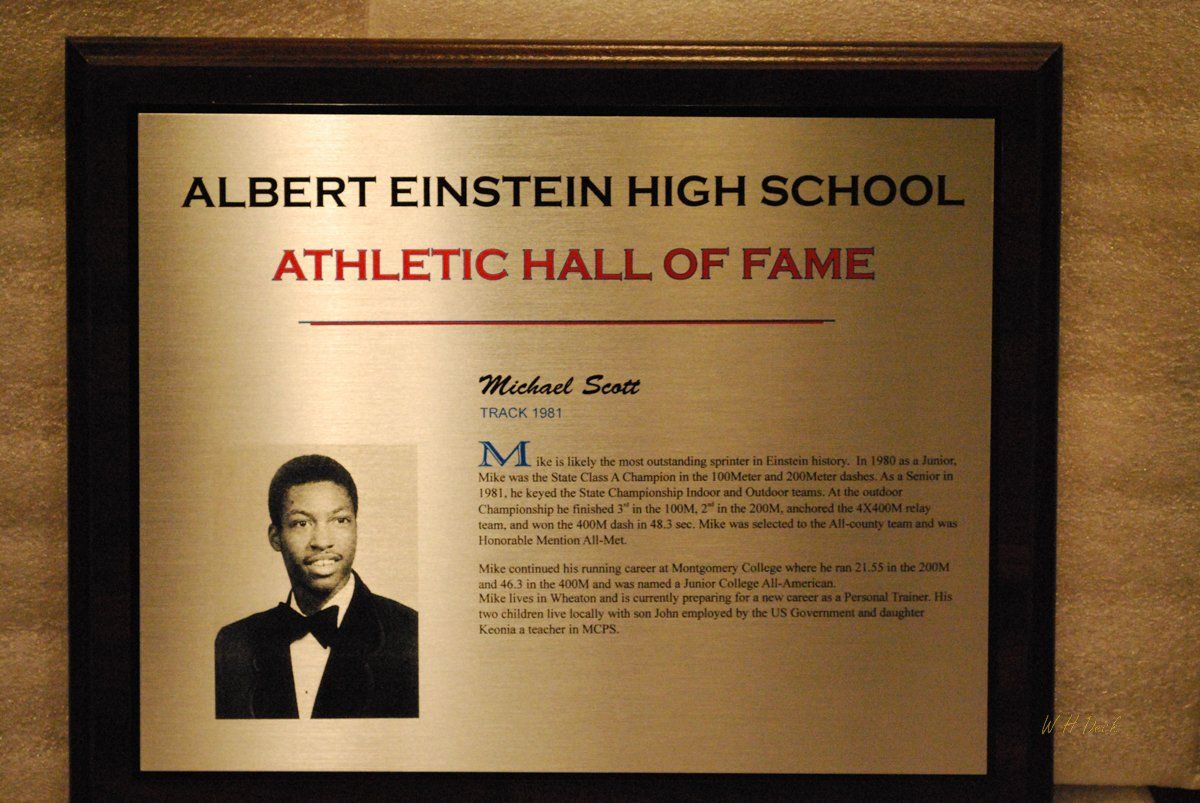 ALBERT EINSTEIN HIGH SCHOOL
ATHLETIC HALL OF FAME
Michael Scott
TRACK 1981
Mike is likely the most outstanding sprinter in Einstein history. In 1980 as a Junior,
Mike was the State Class A Champion in the 100Meter and 200Meter dashes. As a Senior in
1981, he keyed the State Championship Indoor and Outdoor teams. At the outdoor
Championship he finished 3rd in the 100M, 2nd in the 200M, anchored the 4X400M relay
team, and won the 400M dash in 48.3 sec. Mike was selected to the All-county team and was
Honorable Mention All-Met.
Mike continued his running career at Montgomery College where he ran 21.55 in the 200M
and 46.3 in the 400M and was named a Junior College All-American.
Mike lives in Wheaton and is currently preparing for a new career as a Personal Trainer. His
two children live locally with son John employed by the US Government and daughter
Keonia a teacher in MCPS.
W H